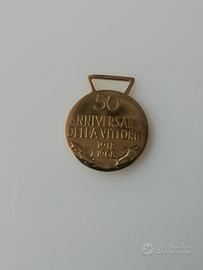 50
ANNIVERSARIO
DELLA VITTORIA
1918
1968
subito